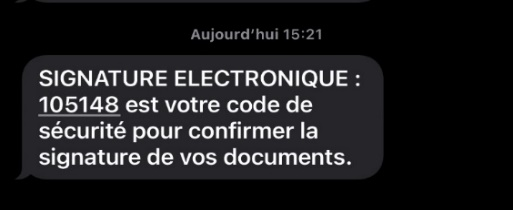 Aujourd'hui 15:21
SIGNATURE ELECTRONIQUE :
105148 est votre code de
sécurité pour confirmer la
signature de vos documents.